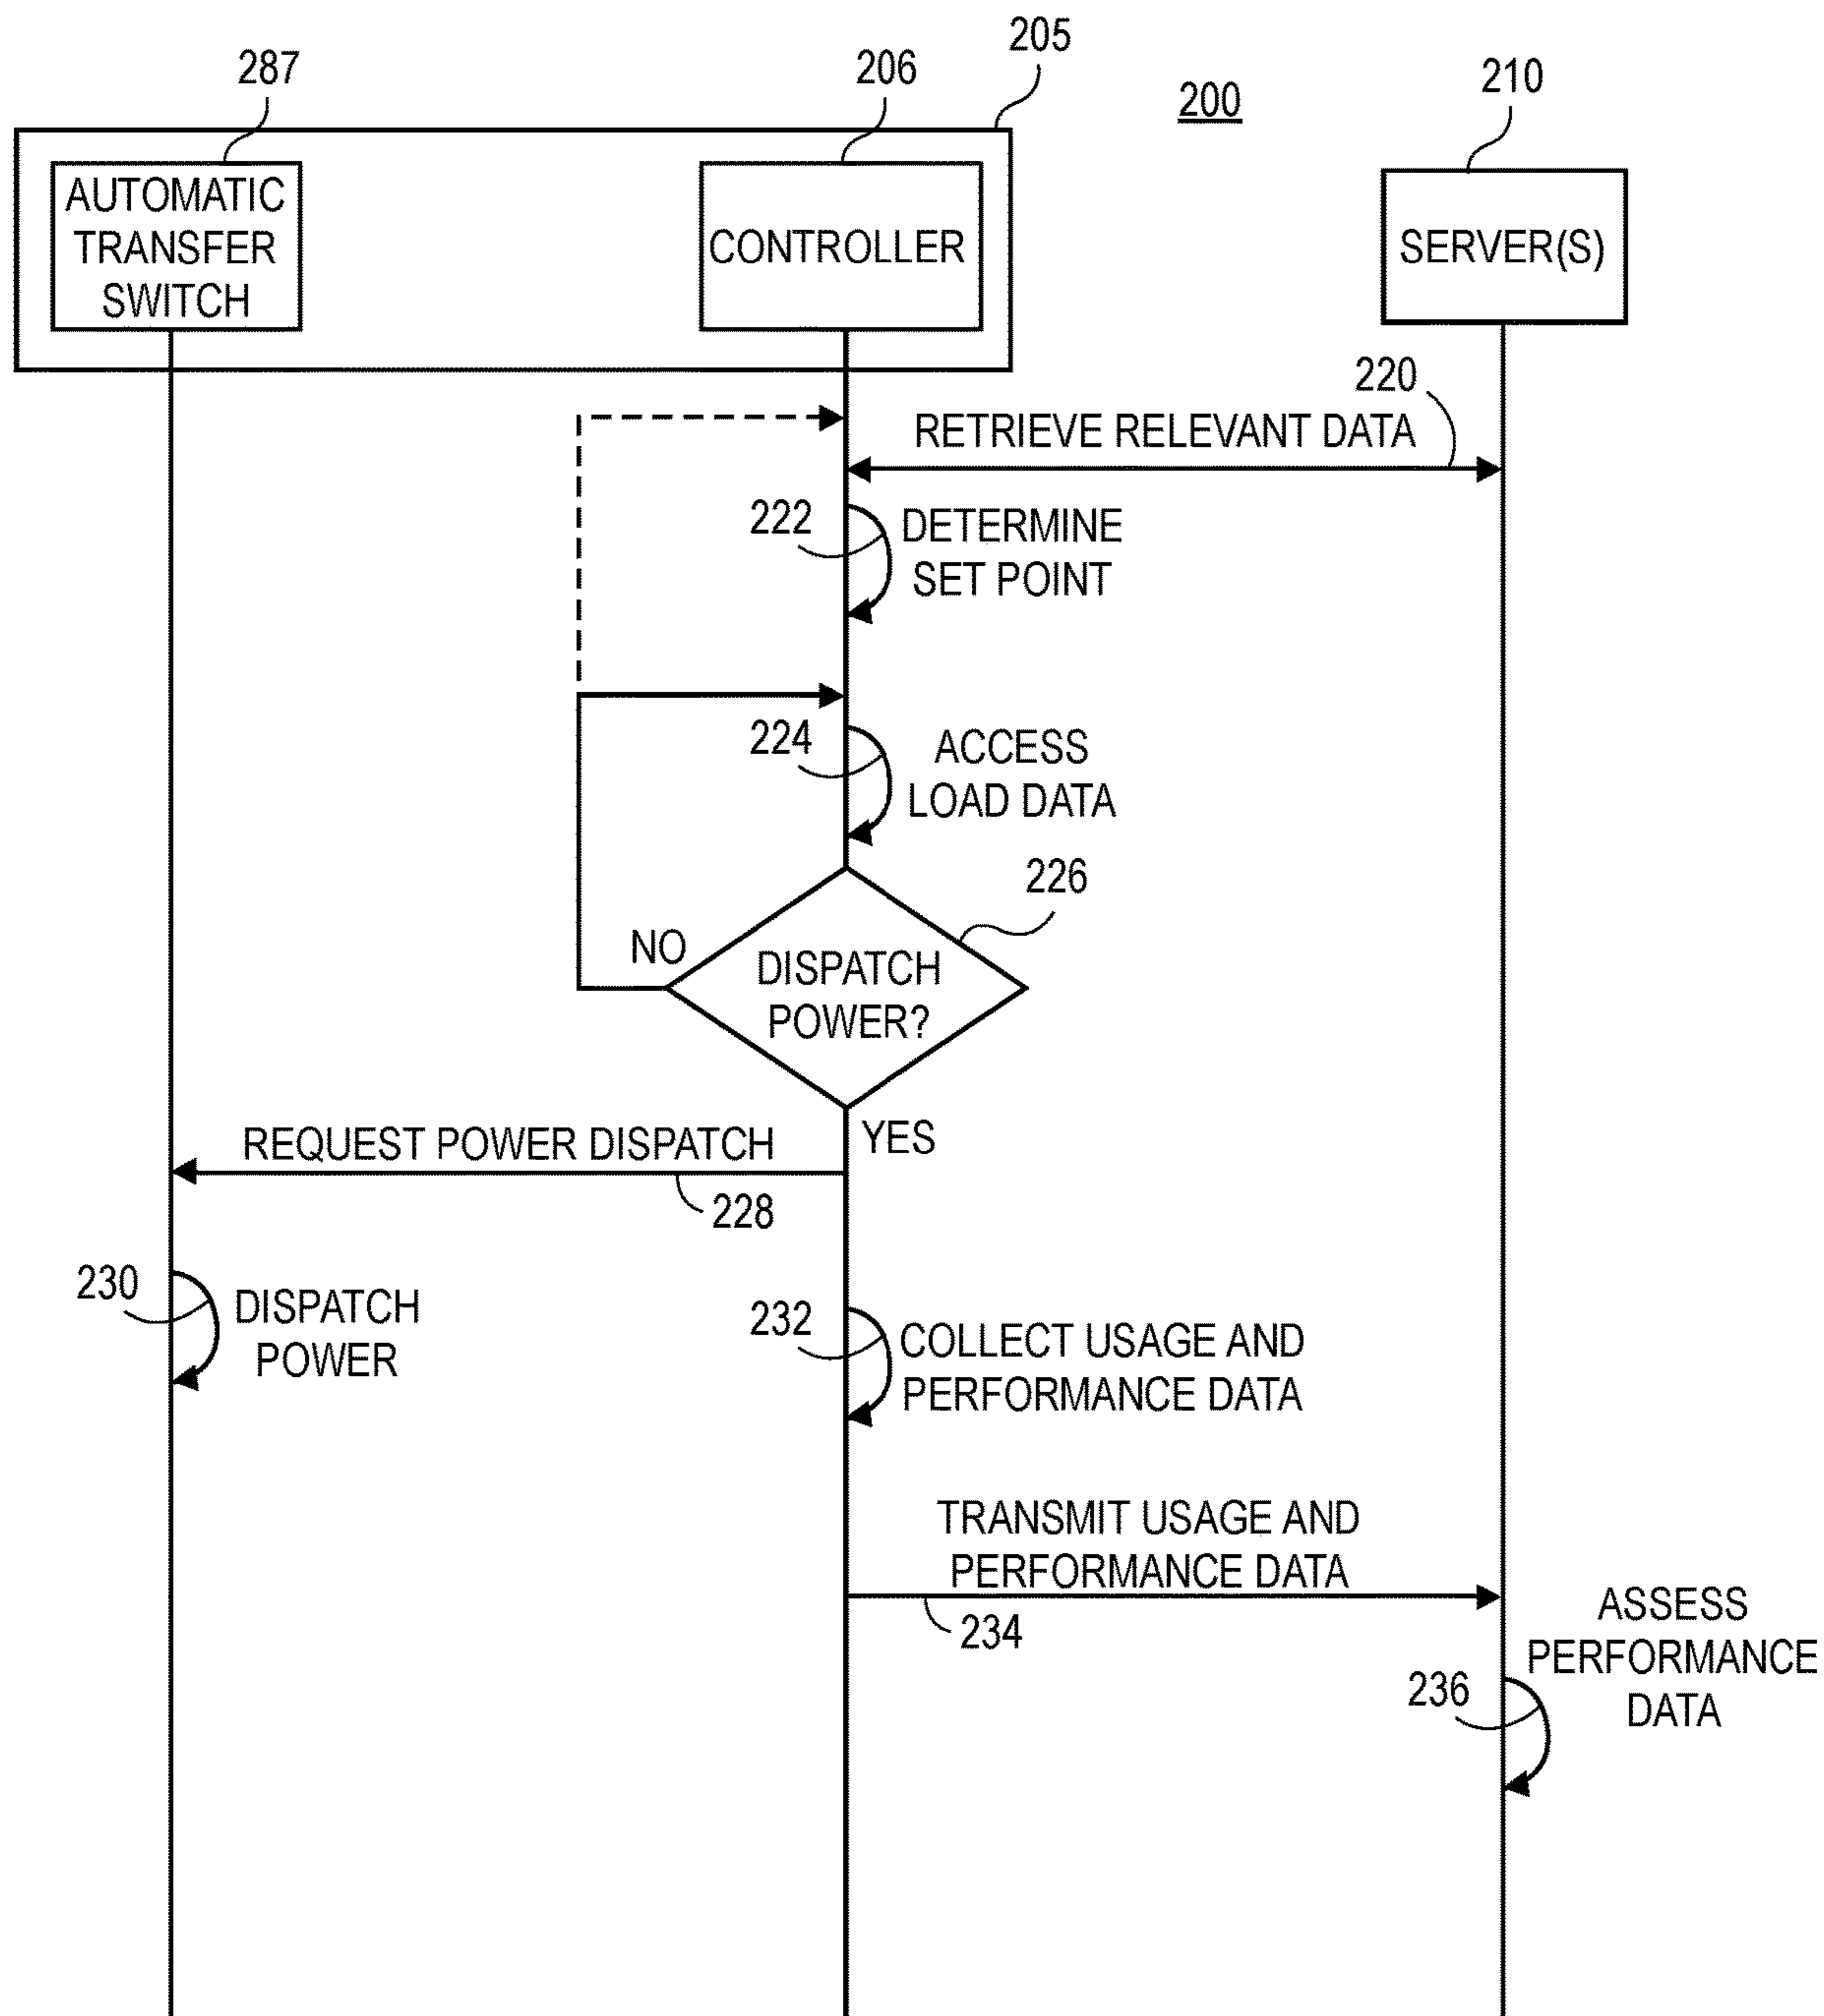 205
287
206
200
210
AUTOMATIC
TRANSFER
SWITCH
CONTROLLER
SERVER(S)
220
RETRIEVE RELEVANT DATA
222
DETERMINE
SET POINT
224
ACCESS
LOAD DATA
226
NO
DISPATCH
POWER?
YES
REQUEST POWER DISPATCH
228
230
DISPATCH
POWER
232
COLLECT USAGE AND
PERFORMANCE DATA
TRANSMIT USAGE AND
PERFORMANCE DATA
234
ASSESS
PERFORMANCE
DATA
236